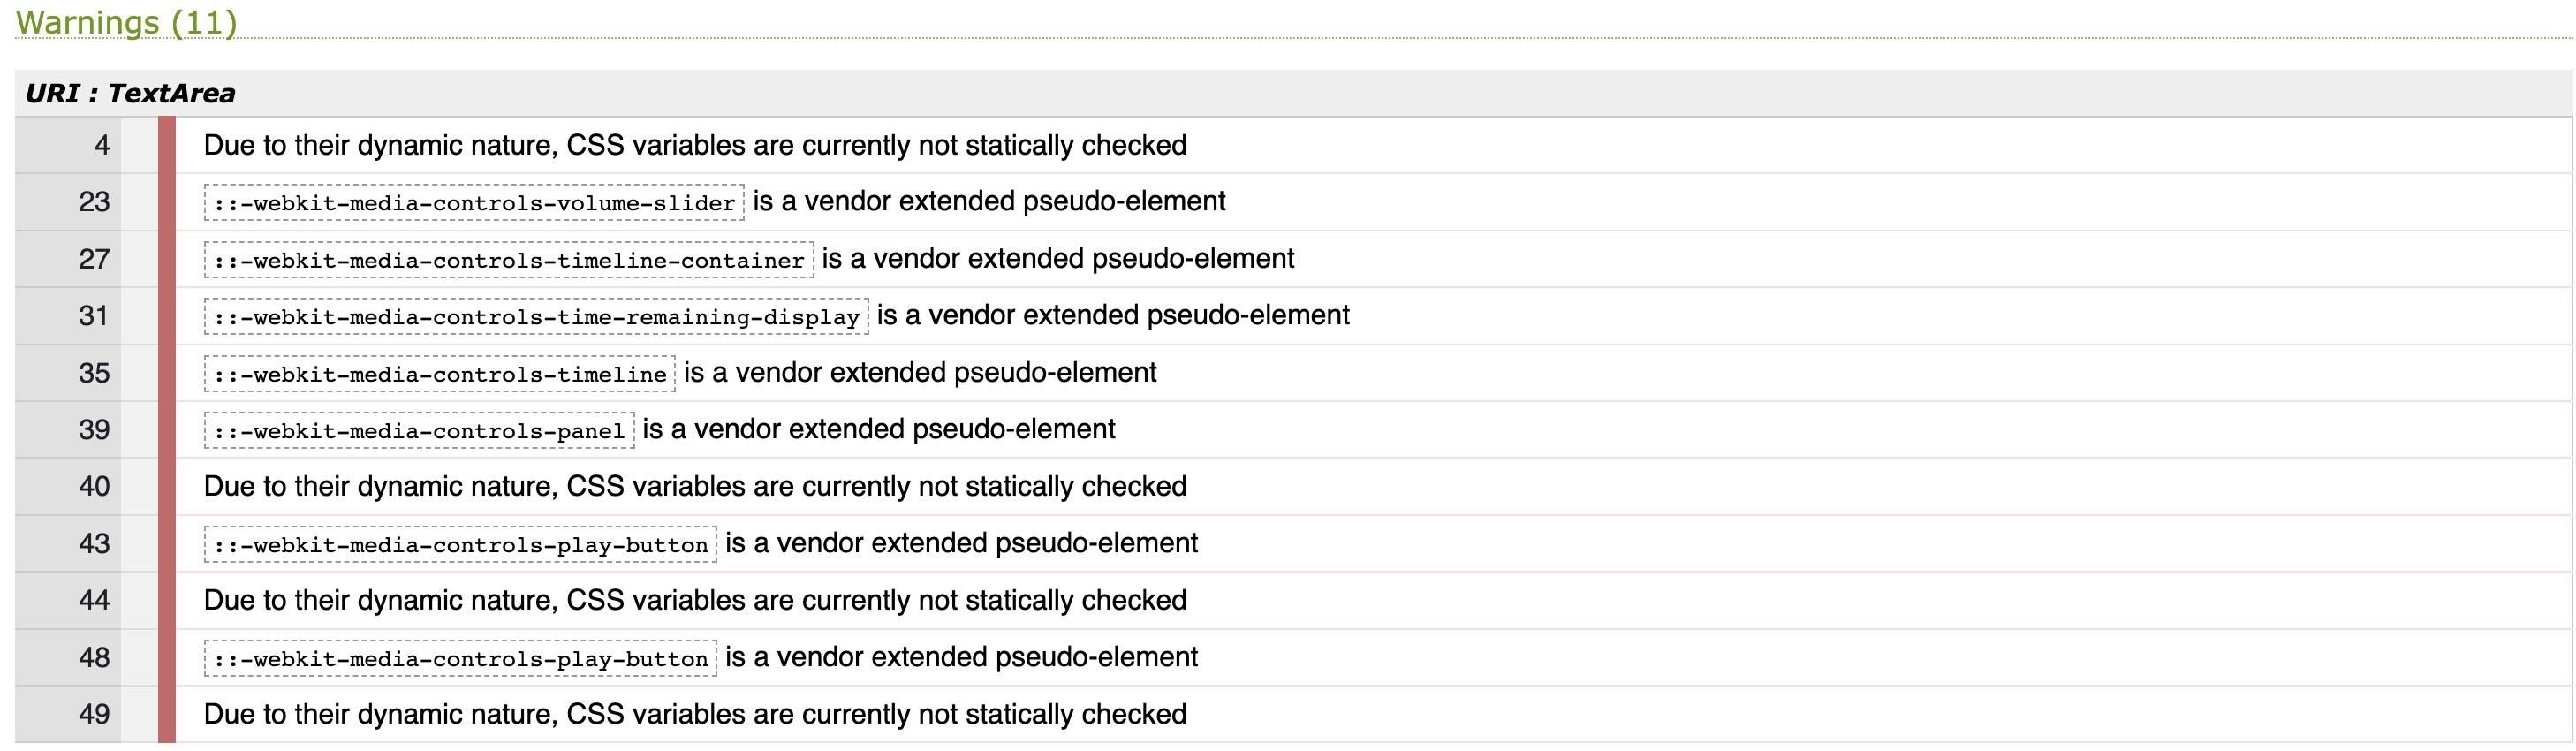 Warnings (11)
URI : TextArea
4 Due to their dynamic nature, CSS variables are currently not statically checked
23 ::-webkit-media-controls-volume-slider is a vendor extended pseudo-element
27 ::-webkit-media-controls-timeline-container is a vendor extended pseudo-element
31 ::-webkit-media-controls-time-remaining-display is a vendor extended pseudo-element
35 ::-webkit-media-controls-timeline is a vendor extended pseudo-element
39 ::-webkit-media-controls-panel is a vendor extended pseudo-element
40 Due to their dynamic nature, CSS variables are currently not statically checked
43 ::-webkit-media-controls-play-button is a vendor extended pseudo-element
44 Due to their dynamic nature, CSS variables are currently not statically checked
48 ::-webkit-media-controls-play-button is a vendor extended pseudo-element
49 Due to their dynamic nature, CSS variables are currently not statically checked